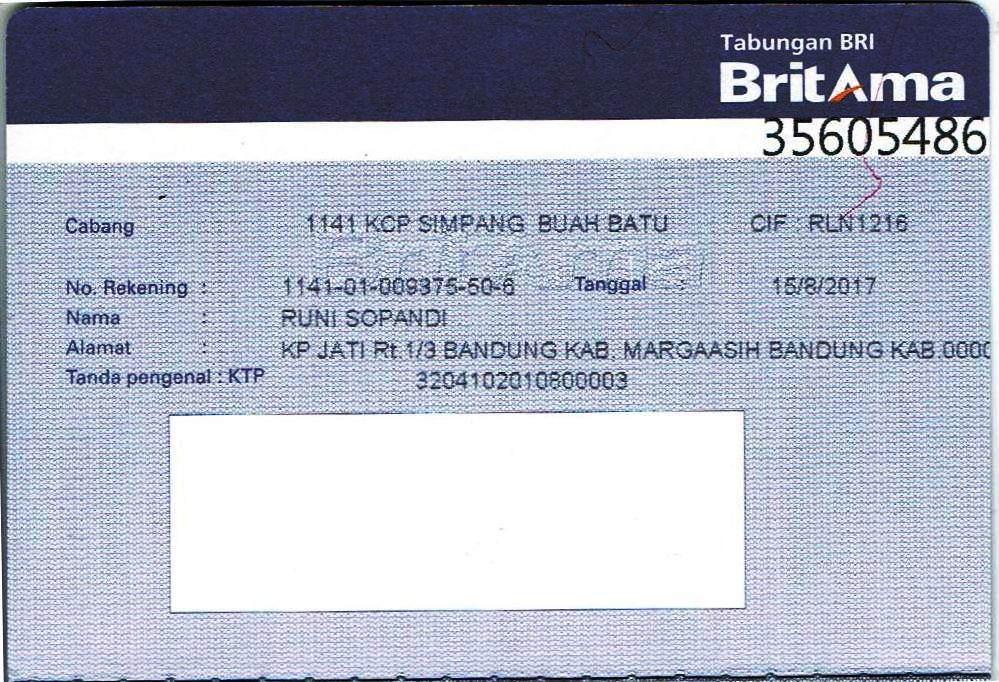 Tabungan BRI
BritAma
35605486
Cabang 1141 KCP SIMPANG BUAH BATU CIF RLN1216
No. Rekening : 1141-01-009375-50-6 Tanggal : 15/8/2017
Nama : RUNI SOPANDI
Alamat : KP JATI Rt.1/3 BANDUNG KAB. MARGAASIH BANDUNG KAB.0000
Tanda pengenal : KTP 3204102010800003